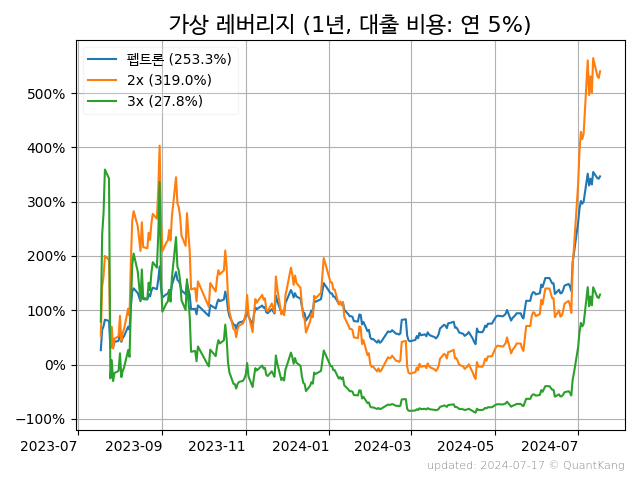 가상 레버리지 (1년, 대출 비용: 연 5%)
펩트론 (253.3%)
2x (319.0%)
3x (27.8%)
500%
400%
300%
200%
100%
0%
−100%
2023-07 2023-09 2023-11 2024-01 2024-03 2024-05 2024-07
updated: 2024-07-17 © QuantKang